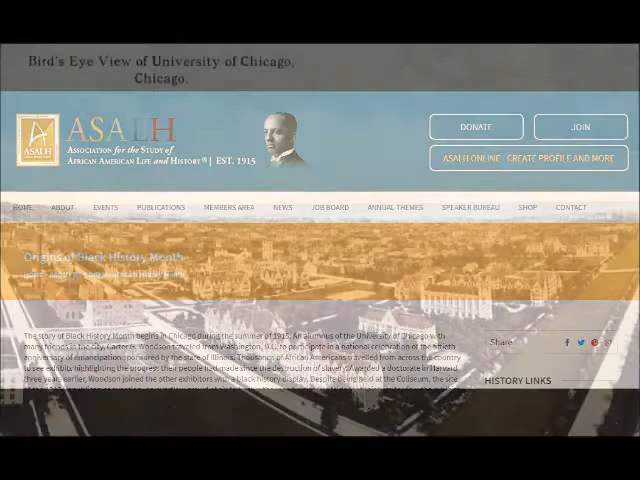 Bird's Eye View of University of Chicago,
Chicago.
ASALH
ASALH
Association for the Study of
African American Life and History® | EST. 1915
DONATE
JOIN
ASALH ONLINE CREATE PROFILE AND MORE
HOME
ABOUT
EVENTS
PUBLICATIONS
MEMBERS AREA
NEWS
JOB BOARD
ANNUAL THEMES
SPEAKER BUREAU
SHOP
CONTACT
Origins of Black History Month
The story of Black History Month begins in Chicago during the summer of 1915. An alumnus of the University of Chicago with
many friends in the city, Carter G. Woodson traveled from Washington, D.C. to participate in a national celebration of the fiftieth
anniversary of emancipation sponsored by the state of Illinois. Thousands of African Americans travelled from across the country
to see exhibits highlighting the progress their people had made since the destruction of slavery. Awarded a doctorate in Harvard
three years earlier, Woodson joined the other exhibitors with a black history display. Despite being held at the Coliseum, the site
Share
HISTORY LINKS